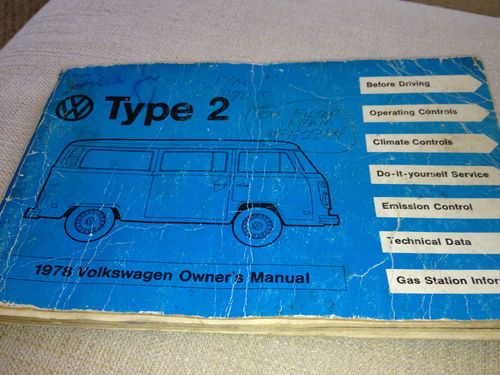 Type 2
1978 Volkswagen Owner's Manual
Before Driving
Operating Controls
Climate Controls
Do-it-yourself Service
Emission Control
Technical Data
Gas Station Infor